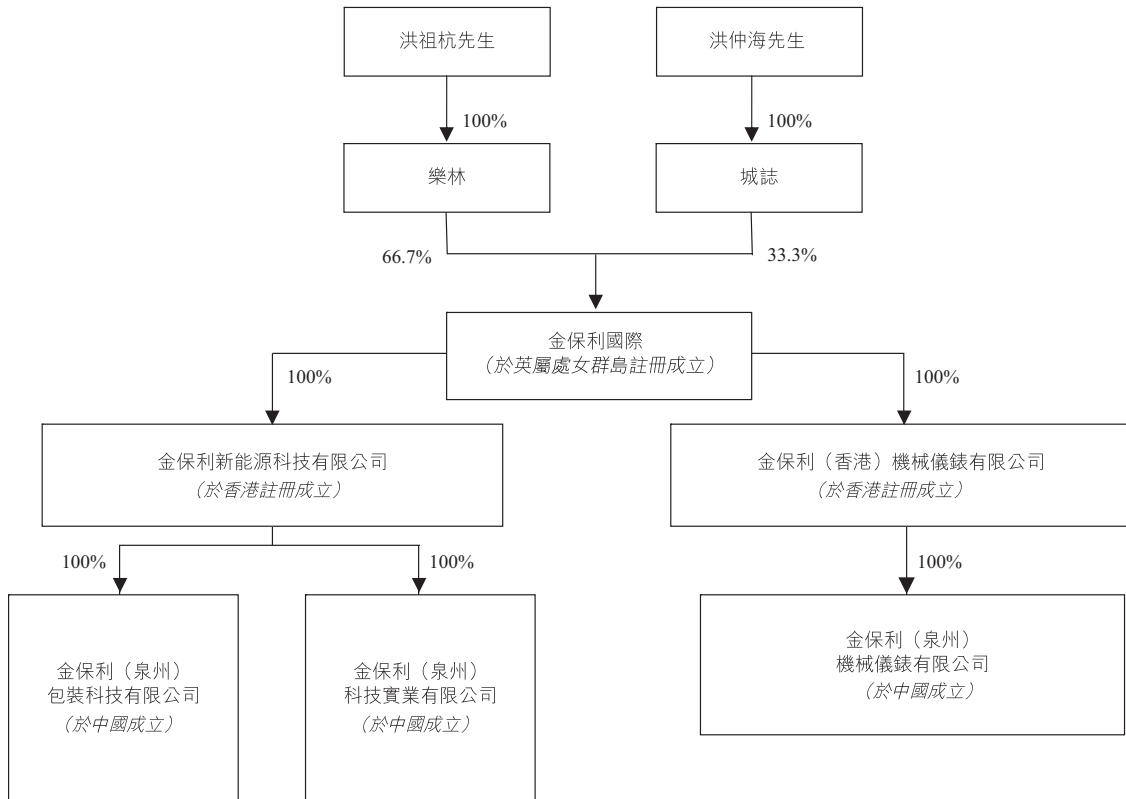 洪祖杭先生
洪仲海先生
100%
100%
樂林
城誌
66.7%
33.3%
金保利國際
（於英屬處女群島註冊成立）
100%
100%
金保利新能源科技有限公司
（於香港註冊成立）
金保利（香港）機械儀錶有限公司
（於香港註冊成立）
100%
100%
100%
金保利（泉州）
包裝科技有限公司
（於中國成立）
金保利（泉州）
科技實業有限公司
（於中國成立）
金保利（泉州）
機械儀錶有限公司
（於中國成立）